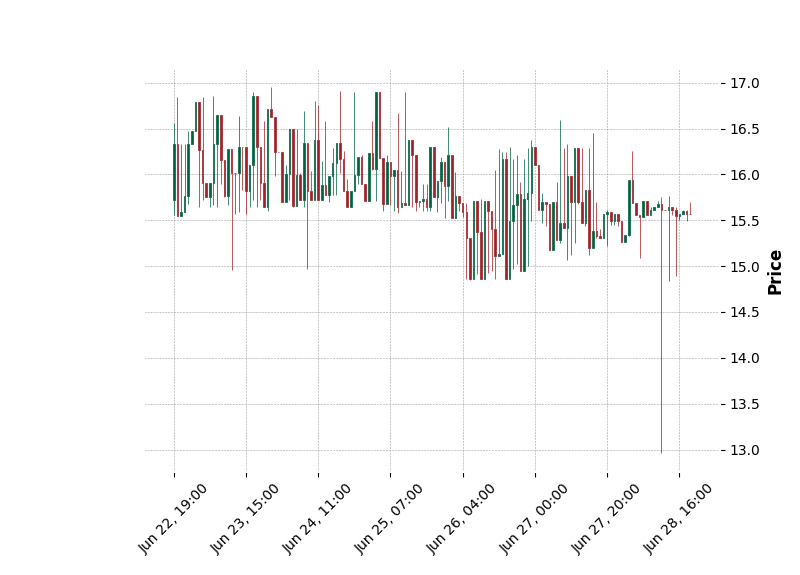 17.0
16.5
16.0
15.5
15.0
14.5
14.0
13.5
13.0
Price
Jun 22, 19:00
Jun 23, 15:00
Jun 24, 11:00
Jun 25, 07:00
Jun 26, 04:00
Jun 27, 00:00
Jun 27, 20:00
Jun 28, 16:00